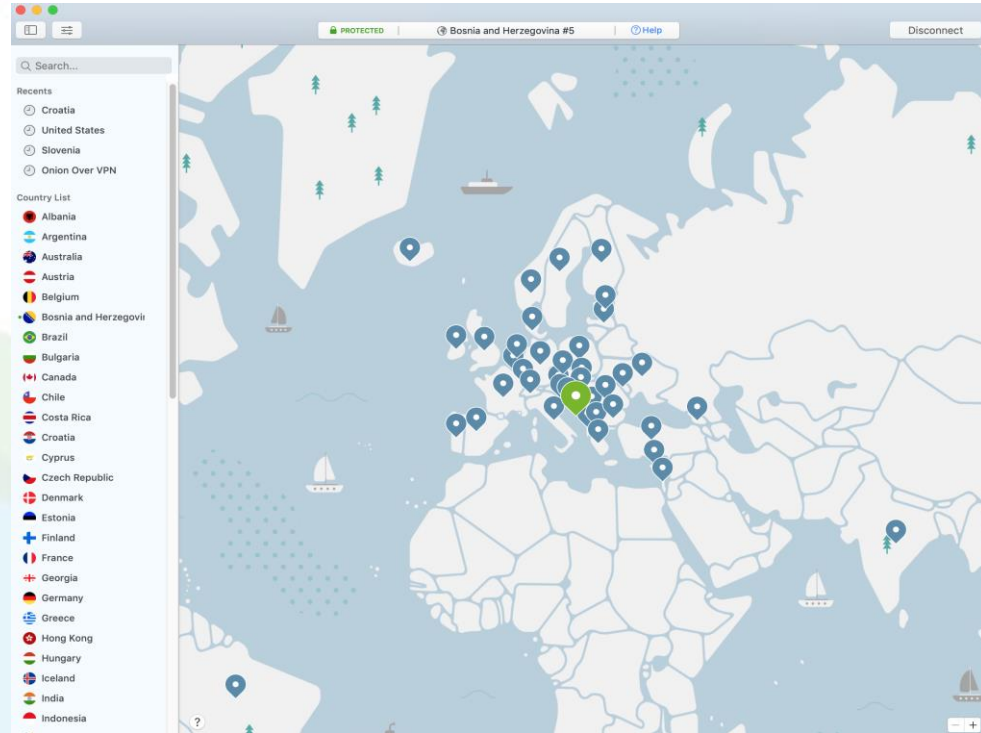 PROTECTED
Bosnia and Herzegovina #5
Help
Disconnect
Search...
Recents
Croatia
United States
Slovenia
Onion Over VPN
Country List
Albania
Argentina
Australia
Austria
Belgium
Bosnia and Herzegovin
Brazil
Bulgaria
Canada
Chile
Costa Rica
Croatia
Cyprus
Czech Republic
Denmark
Estonia
Finland
France
Georgia
Germany
Greece
Hong Kong
Hungary
Iceland
India
Indonesia
?
− +